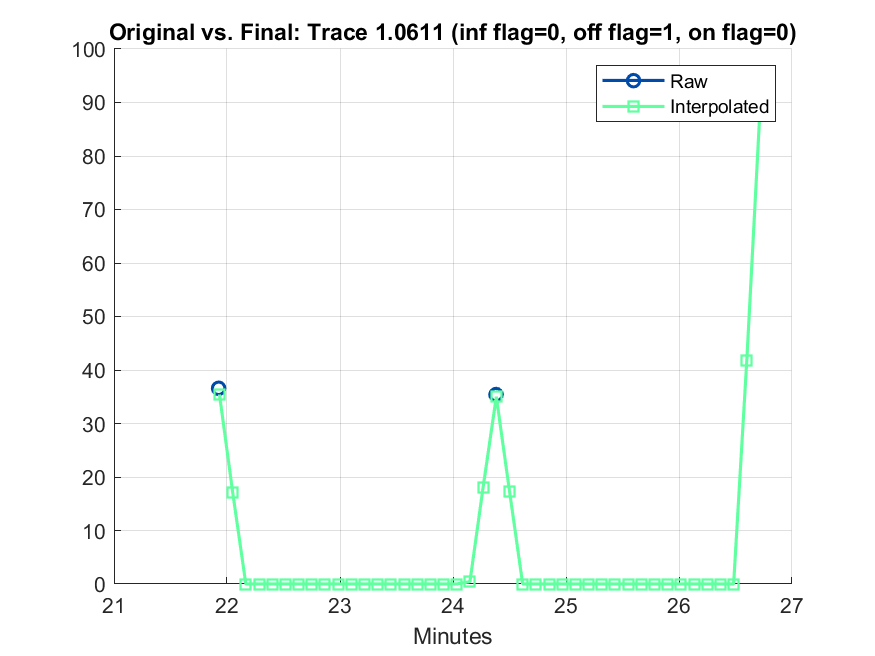 Original vs. Final: Trace 1.0611 (inf flag=0, off flag=1, on flag=0)
100
90
80
70
60
50
40
30
20
10
0
Raw
Interpolated
21 22 23 24 25 26 27
Minutes